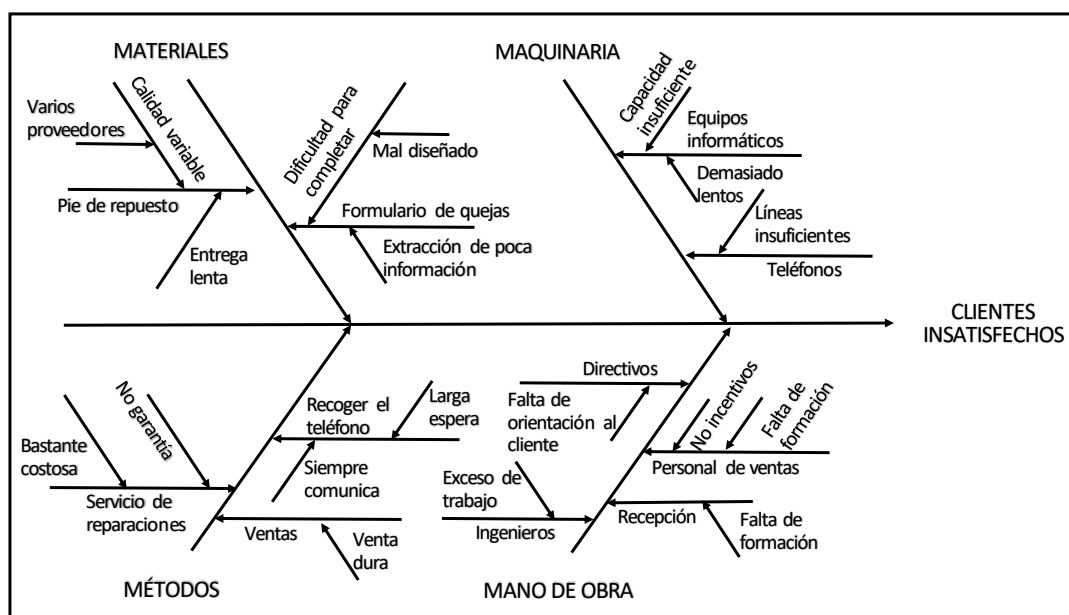 MATERIALES
MAQUINARIA
Varios
proveedores
Calidad variable
Pie de repuesto
Entrega
lenta
Dificultad para
completar
Mal diseñado
Formulario de quejas
Extracción de poca
información
Capacidad
insuficiente
Equipos
informáticos
Demasiado
lentos
Líneas
insuficientes
Teléfonos
CLIENTES
INSATISFECHOS
Bastante
costosa
No garantía
Servicio de
reparaciones
Recoger el
teléfono
Larga
espera
Siempre
comunica
Ventas
Venta
dura
Directivos
Falta de
orientación al
cliente
No incentivos
Falta de
formación
Personal de ventas
Exceso de
trabajo
Ingenieros
Recepción
Falta de
formación
MÉTODOS
MANO DE OBRA